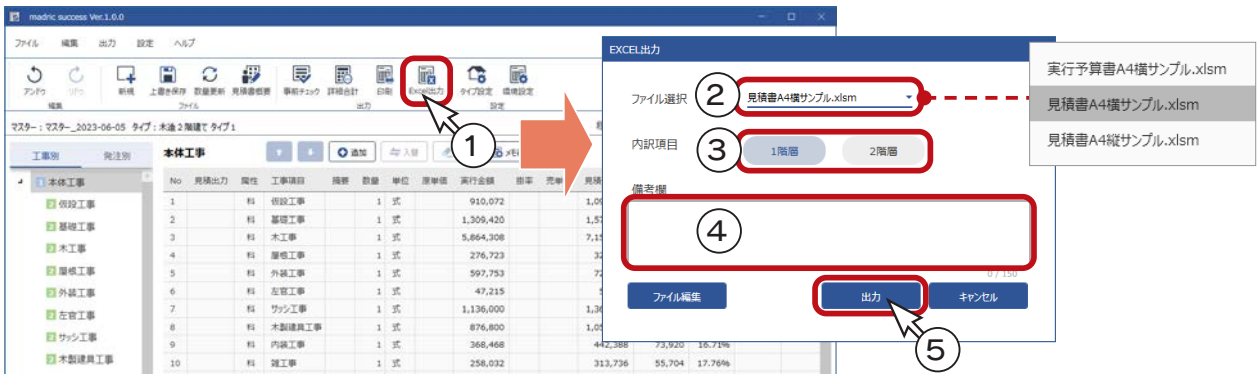 madric success Ver.1.0.0
ファイル 編集 出力 設定 ヘルプ
アンドゥ リドゥ 新規 上書き保存 数量更新 見積書概要 事前チェック 詳細合計 印刷 Excel出力 タイプ設定 環境設定
編集 ファイル 出力 設定
マスター : マスター_2023-06-05 タイプ : 木造2階建て タイプ1
工事別 発注別 本体工事 追加 メモ
No 見積出力 属性 工事項目 摘要 数量 単位 原単価 実行金額 掛率 売単
本体工事
仮設工事
基礎工事
木工事
屋根工事
外装工事
左官工事
サッシ工事
木製建具工事
1 科 仮設工事 1 式 910,072
2 科 基礎工事 1 式 1,309,420
3 科 木工事 1 式 5,864,308
4 科 屋根工事 1 式 276,723
5 科 外装工事 1 式 597,753
6 科 左官工事 1 式 47,215
7 科 サッシ工事 1 式 1,136,000
8 科 木製建具工事 1 式 876,800
9 科 内装工事 1 式 368,468 442,388 73,920 16.71%
10 科 雑工事 1 式 258,032 313,736 55,704 17.76%
1
EXCEL出力
ファイル選択 2 見積書A4横サンプル.xlsm
内訳項目 3 1階層 2階層
備考欄
4
0 / 150
ファイル編集 出力 キャンセル
5
実行予算書A4横サンプル.xlsm
見積書A4横サンプル.xlsm
見積書A4縦サンプル.xlsm